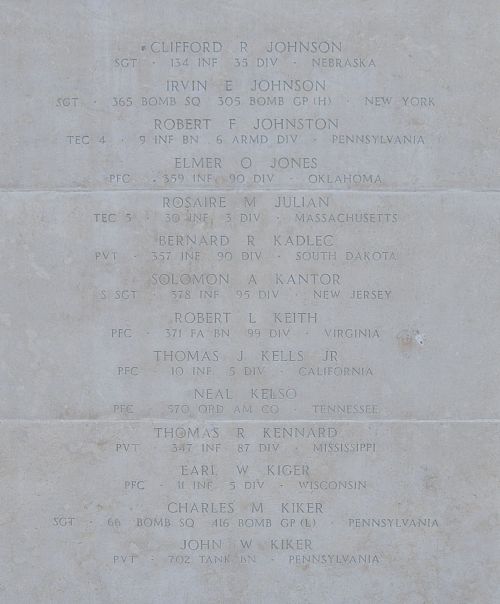 CLIFFORD R JOHNSON
SGT · 134 INF 35 DIV · NEBRASKA
IRVIN E JOHNSON
SGT · 365 BOMB SQ 305 BOMB GP (H) · NEW YORK
ROBERT F JOHNSTON
TEC 4 · 9 INF BN 6 ARMD DIV · PENNSYLVANIA
ELMER O JONES
PFC · 359 INF 90 DIV · OKLAHOMA
ROSAIRE M JULIAN
TEC 5 · 30 INF 3 DIV · MASSACHUSETTS
BERNARD R KADLEC
PVT · 357 INF 90 DIV · SOUTH DAKOTA
SOLOMON A KANTOR
S SGT · 378 INF 95 DIV · NEW JERSEY
ROBERT L KEITH
PFC · 371 FA BN 99 DIV · VIRGINIA
THOMAS J KELLS JR
PFC · 10 INF 5 DIV · CALIFORNIA
NEAL KELSO
PFC · 570 ORD AM CO · TENNESSEE
THOMAS R KENNARD
PVT · 347 INF 87 DIV · MISSISSIPPI
EARL W KIGER
PFC · 11 INF 5 DIV · WISCONSIN
CHARLES M KIKER
SGT · 668 BOMB SQ 416 BOMB GP (L) · PENNSYLVANIA
JOHN W KIKER
PVT · 702 TANK BN · PENNSYLVANIA